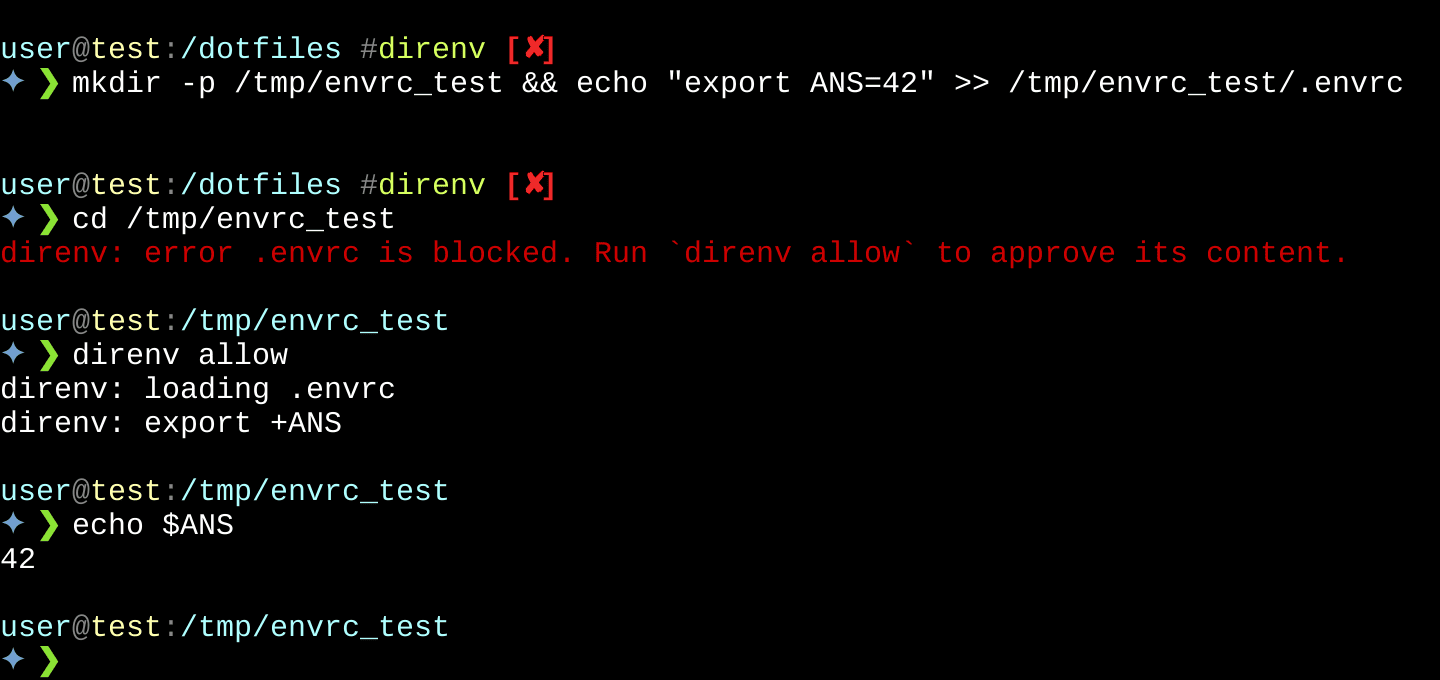 user@test:/dotfiles #direnv [✘]
✦ ❯ mkdir -p /tmp/envrc_test && echo "export ANS=42" >> /tmp/envrc_test/.envrc
user@test:/dotfiles #direnv [✘]
✦ ❯ cd /tmp/envrc_test
direnv: error .envrc is blocked. Run `direnv allow` to approve its content.
user@test:/tmp/envrc_test
✦ ❯ direnv allow
direnv: loading .envrc
direnv: export +ANS
user@test:/tmp/envrc_test
✦ ❯ echo $ANS
42
user@test:/tmp/envrc_test
✦ ❯